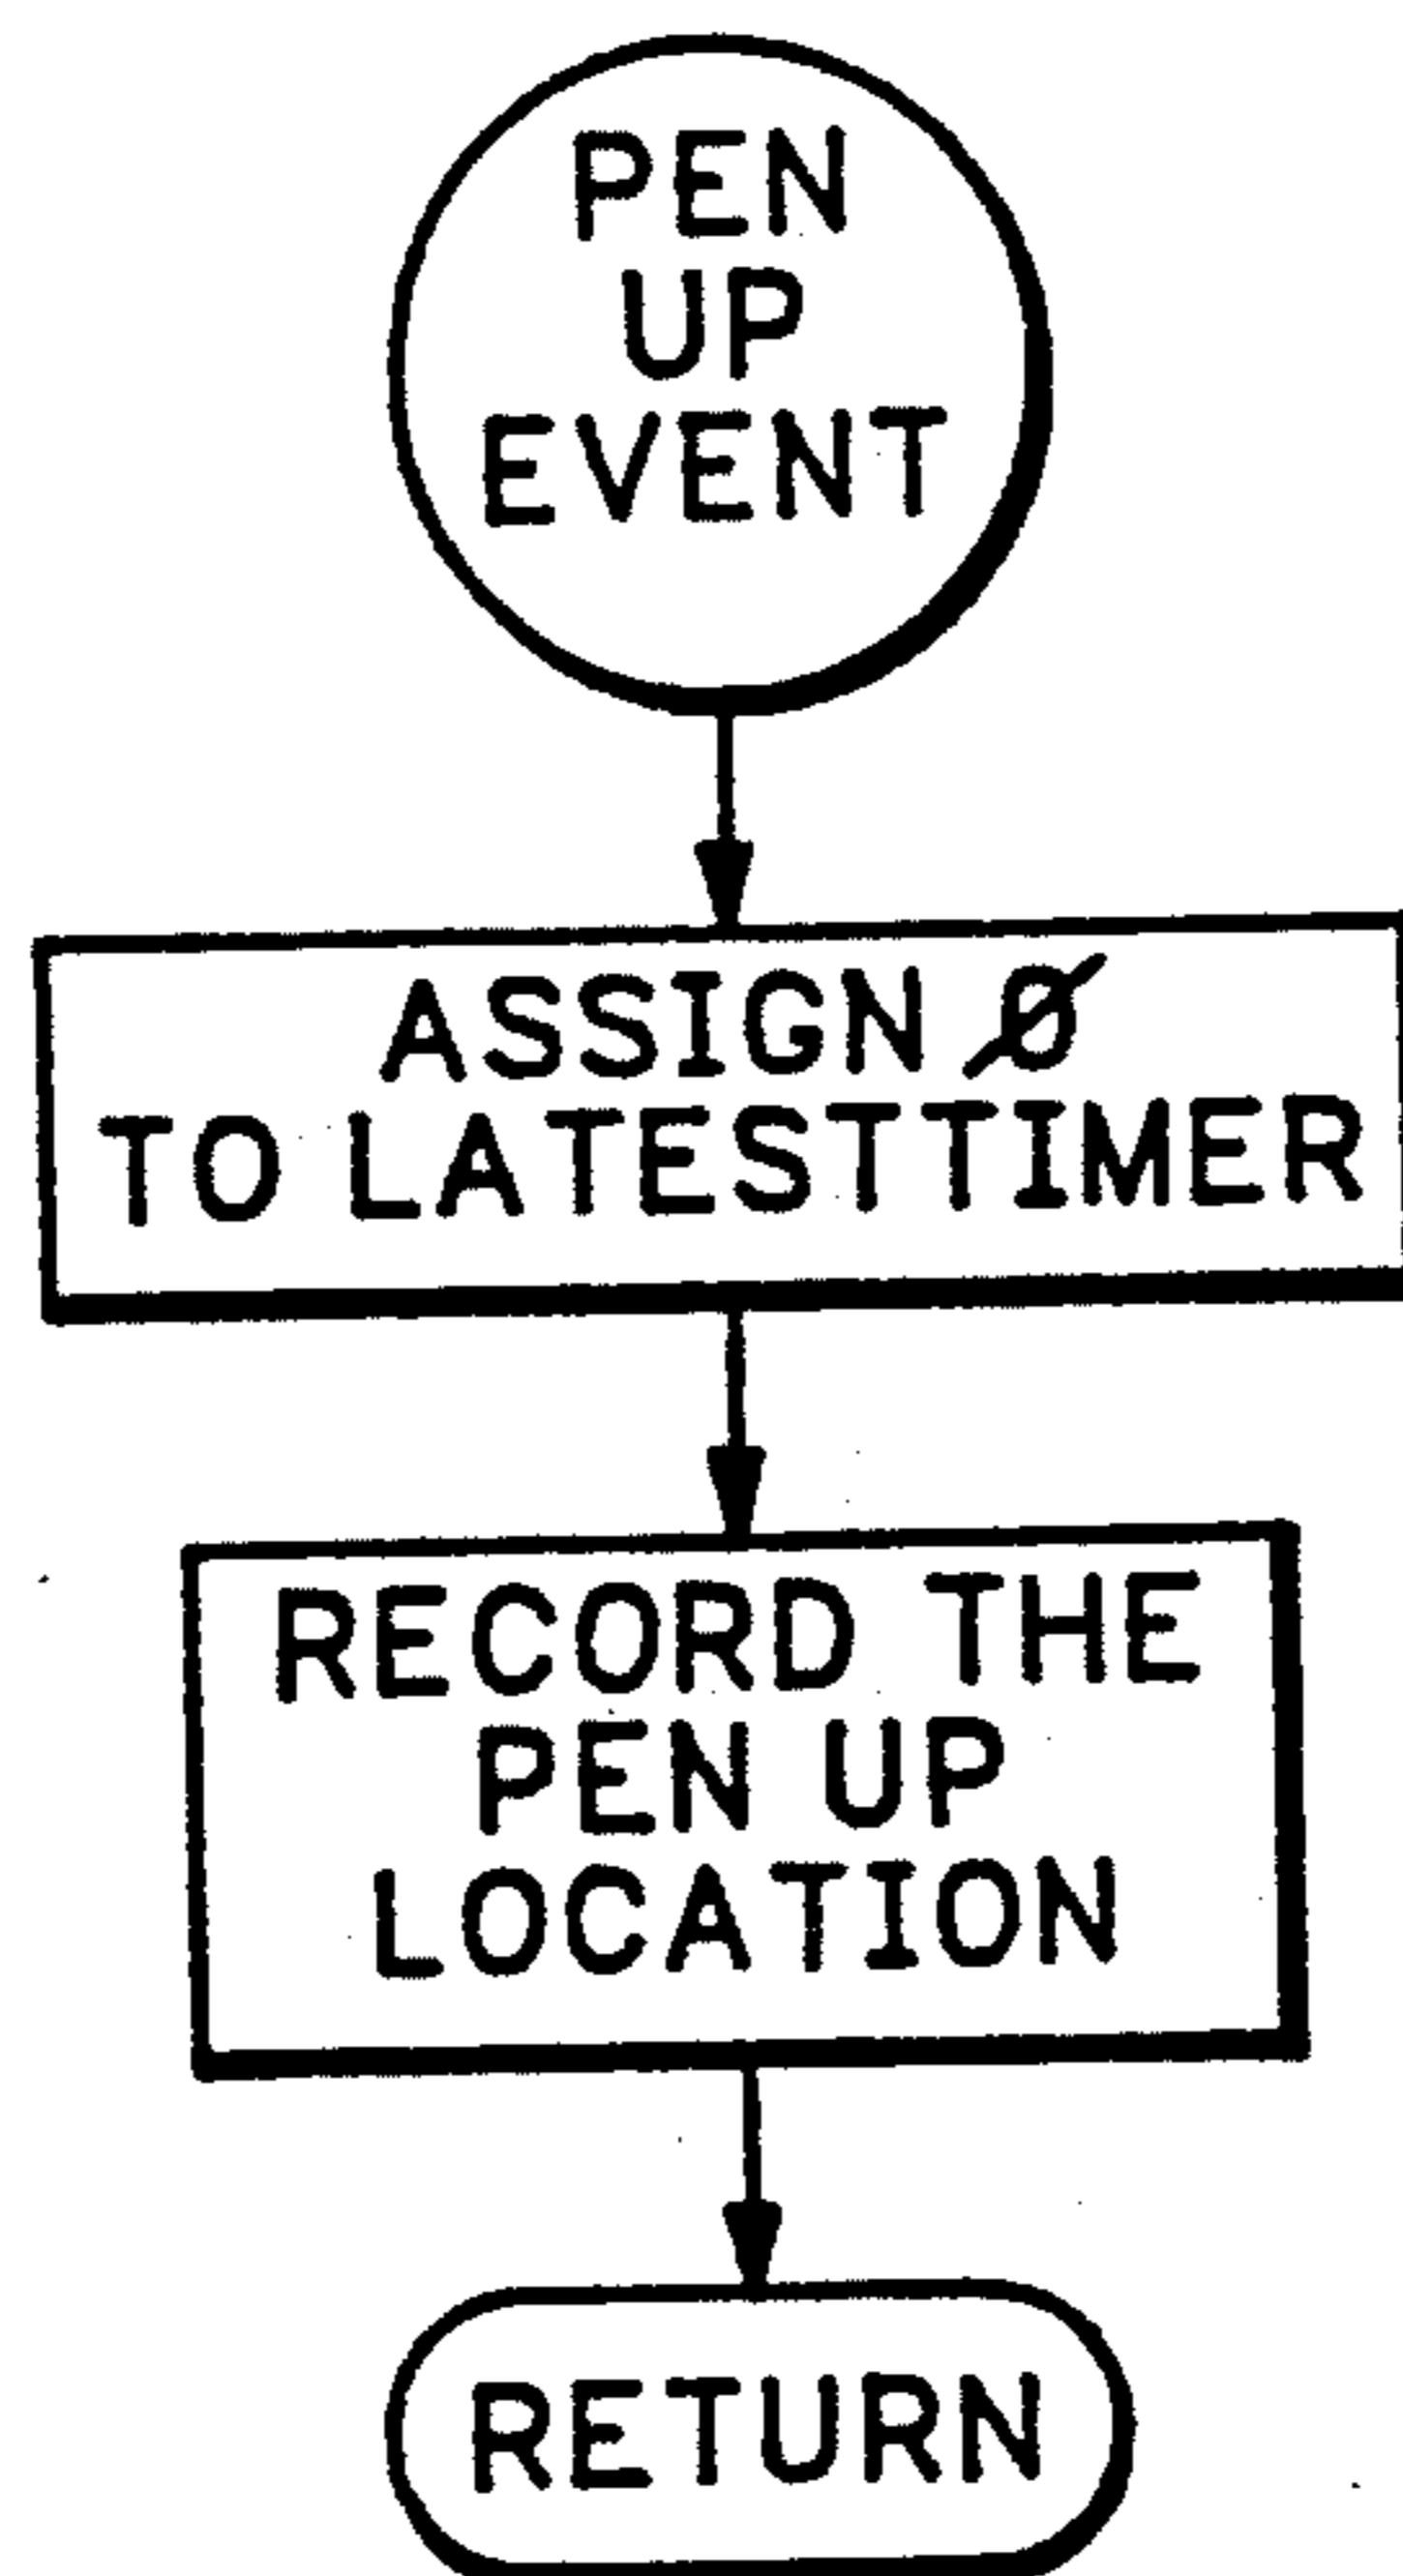 PEN
UP
EVENT
ASSIGN Ø
TO LATESTTIMER
RECORD THE
PEN UP
LOCATION
RETURN